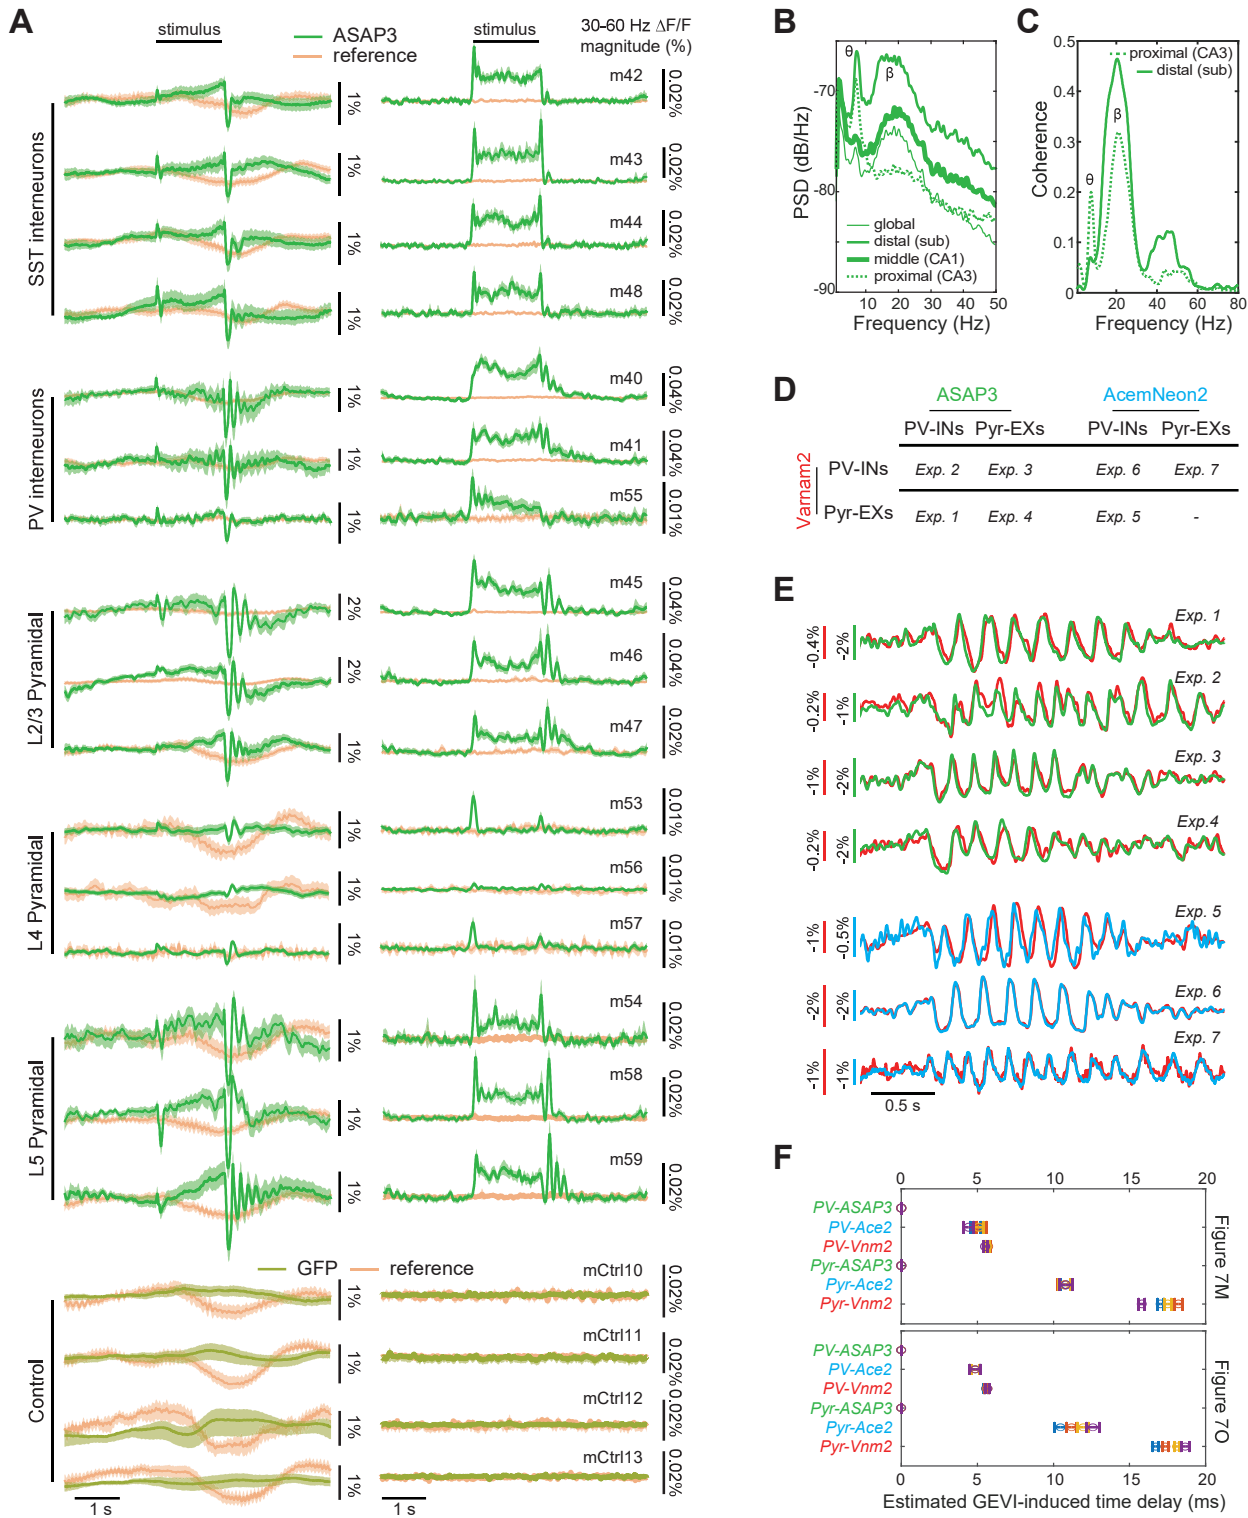 A
stimulus
ASAP3
reference
stimulus
30-60 Hz ΔF/F
magnitude (%)
SST interneurons
1%
m42
0.02%
1%
m43
0.02%
1%
m44
0.02%
1%
m48
0.02%
PV interneurons
1%
m40
0.04%
1%
m41
0.04%
1%
m55
0.01%
L2/3 Pyramidal
2%
m45
0.04%
2%
m46
0.04%
1%
m47
0.02%
L4 Pyramidal
1%
m53
0.01%
1%
m56
0.01%
1%
m57
0.01%
L5 Pyramidal
1%
m54
0.02%
1%
m58
0.02%
1%
m59
0.02%
GFP
reference
Control
1%
mCtrl10
0.02%
1%
mCtrl11
0.02%
1%
mCtrl12
0.02%
1%
mCtrl13
0.02%
1 s
1 s
B
PSD (dB/Hz)
-70
-80
-90
θ
β
global
distal (sub)
middle (CA1)
proximal (CA3)
10 20 30 40 50
Frequency (Hz)
C
Coherence
0.5
0.4
0.3
0.2
0.1
0
proximal (CA3)
distal (sub)
β
θ
20 40 60 80
Frequency (Hz)
D
ASAP3 AcemNeon2
PV-INs Pyr-EXs PV-INs Pyr-EXs
Varnam2
PV-INs Exp. 2 Exp. 3 Exp. 6 Exp. 7
Pyr-EXs Exp. 1 Exp. 4 Exp. 5 -
E
-0.4% -2% Exp. 1
-0.2% -1% Exp. 2
-1% -2% Exp. 3
-0.2% -2% Exp.4
-1% -0.5% Exp. 5
-2% -2% Exp. 6
-1% -1% Exp. 7
0.5 s
F
0 5 10 15 20
PV-ASAP3
PV-Ace2
PV-Vnm2
Pyr-ASAP3
Pyr-Ace2
Pyr-Vnm2
Figure 7M
PV-ASAP3
PV-Ace2
PV-Vnm2
Pyr-ASAP3
Pyr-Ace2
Pyr-Vnm2
Figure 7O
0 5 10 15 20
Estimated GEVI-induced time delay (ms)